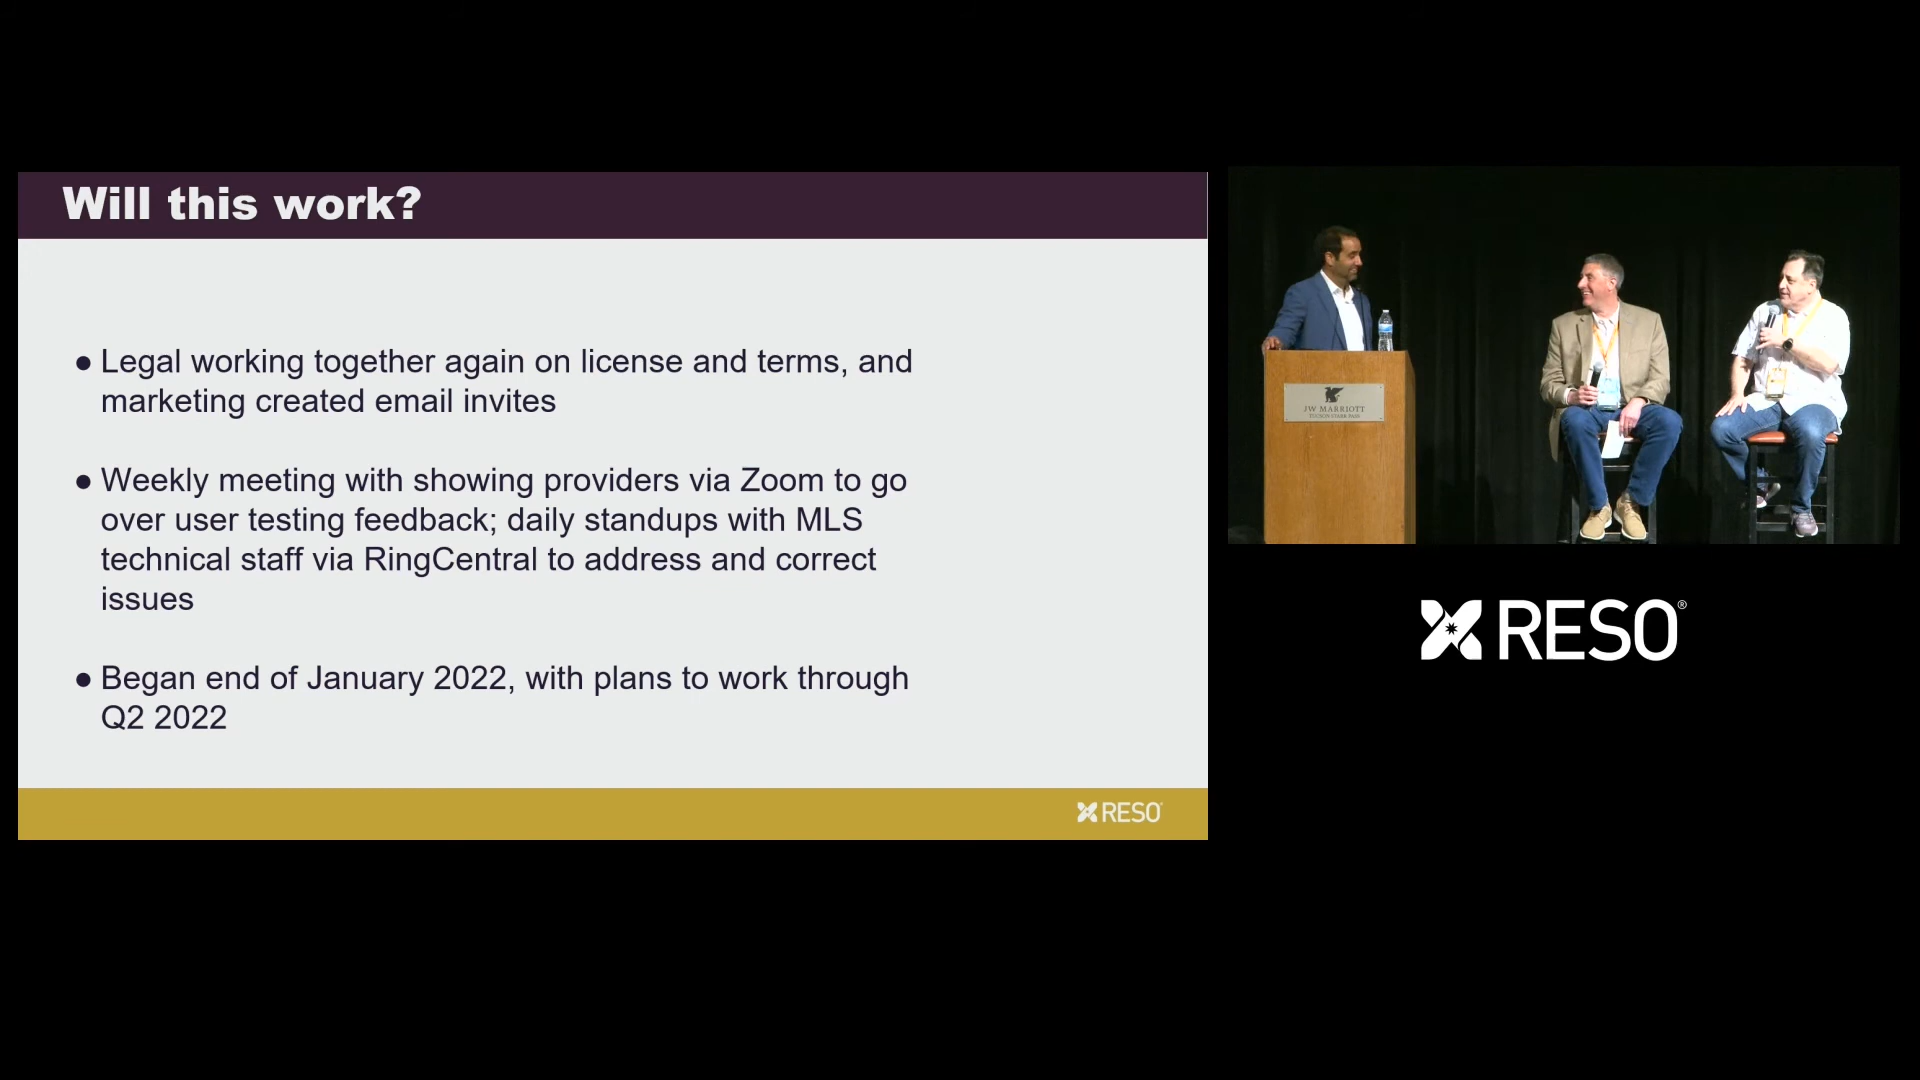 Will this work?
● Legal working together again on license and terms, and
marketing created email invites
● Weekly meeting with showing providers via Zoom to go
over user testing feedback; daily standups with MLS
technical staff via RingCentral to address and correct
issues
● Began end of January 2022, with plans to work through
Q2 2022
RESO
JW MARRIOTT
TUCSON STARR PASS
RESO®